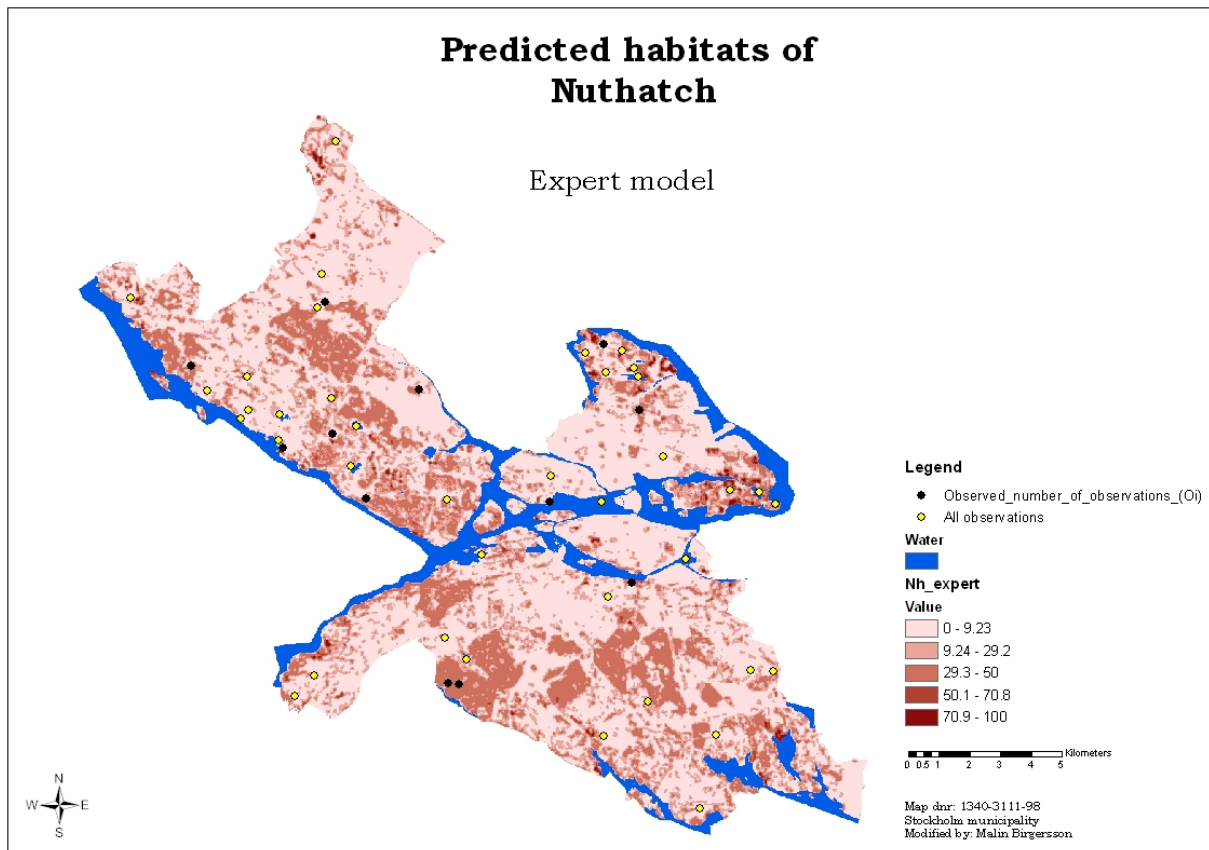 Predicted habitats of
Nuthatch
Expert model
Legend
Observed_number_of_observations_(Oi)
All observations
Water
Nh_expert
Value
0 - 9.23
9.24 - 29.2
29.3 - 50
50.1 - 70.8
70.9 - 100
Kilometers
0 0.5 1 2 3 4 5
N
W E
S
Map dnr: 1340-3111-98
Stockholm municipality
Modified by: Malin Birgersson